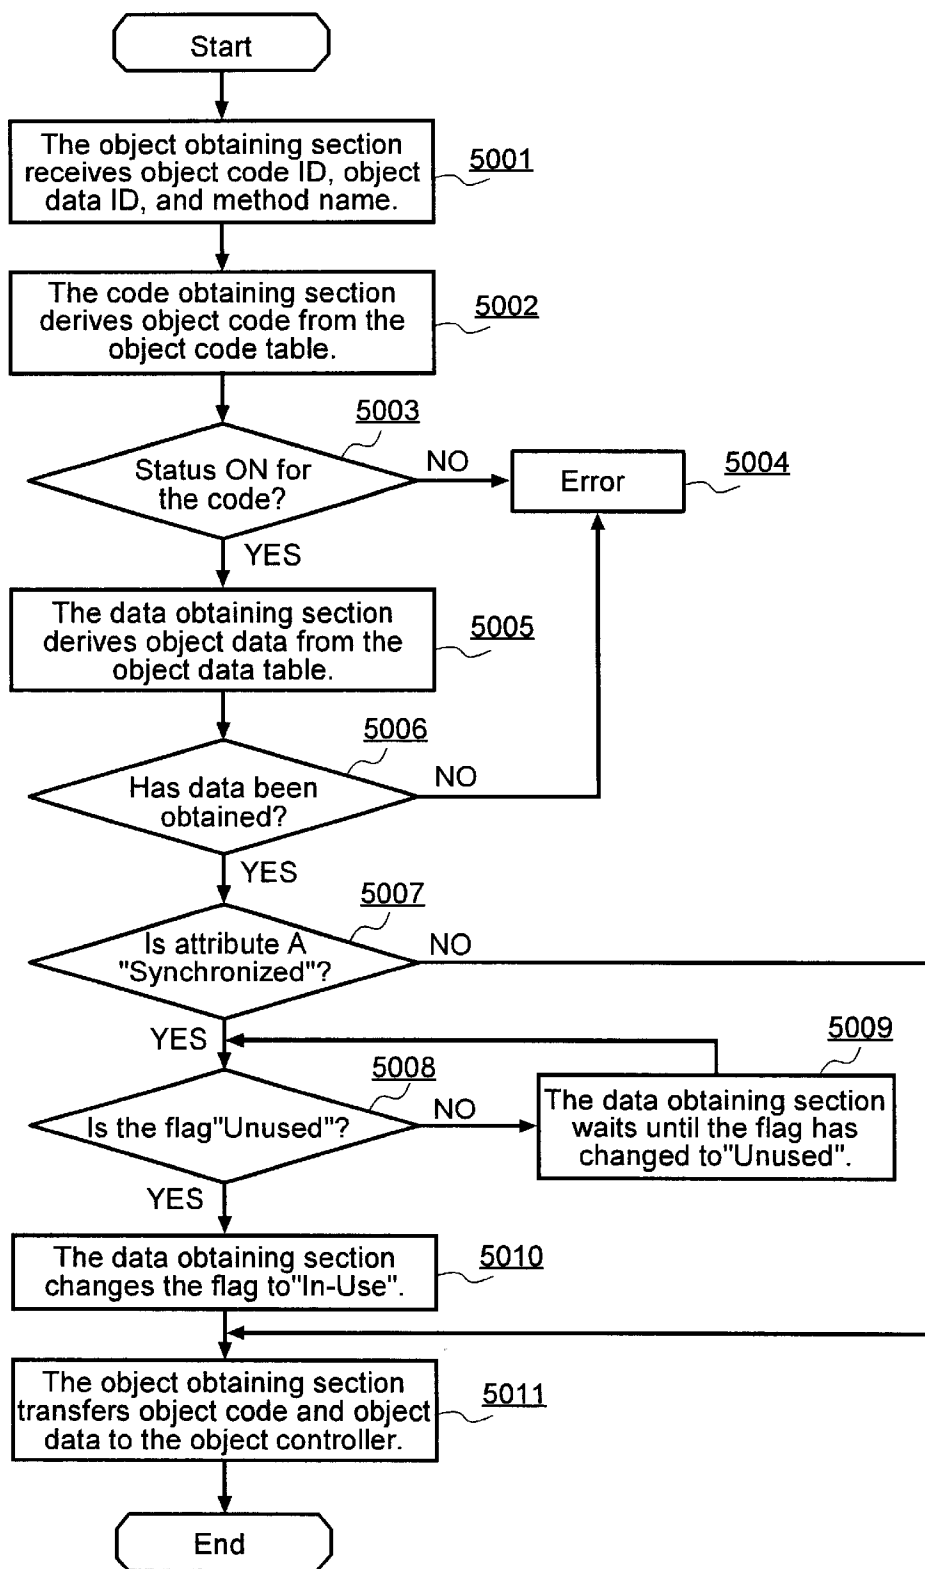 Start
The object obtaining section
receives object code ID, object
data ID, and method name.
5001
The code obtaining section
derives object code from the
object code table.
5002
5003
Status ON for
the code?
NO
Error
5004
YES
The data obtaining section
derives object data from the
object data table.
5005
5006
Has data been
obtained?
NO
YES
5007
Is attribute A
"Synchronized"?
NO
YES
5009
5008
Is the flag"Unused"?
NO
The data obtaining section
waits until the flag has
changed to"Unused".
YES
The data obtaining section
changes the flag to"In-Use".
5010
The object obtaining section
transfers object code and object
data to the object controller.
5011
End